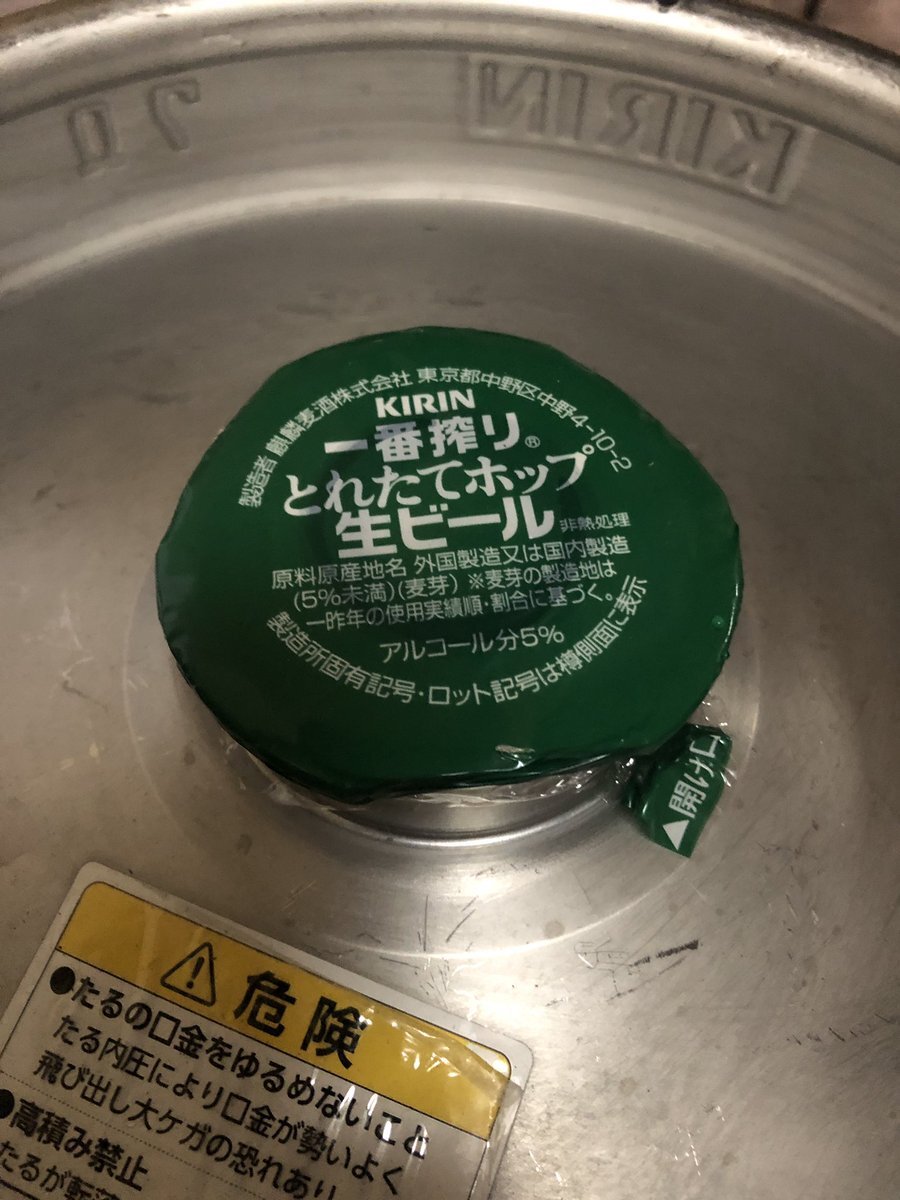 KIRIN
20
製造者 麒麟麦酒株式会社 東京都中野区中野4-10-2
KIRIN
一番搾り®
とれたてホップ
生ビール 非熱処理
原料原産地名 外国製造又は国内製造
(5%未満)(麦芽) ※麦芽の製造地は
一昨年の使用実績順・割合に基づく。
アルコール分5%
製造所固有記号・ロット記号は樽側面に表示
▲開け口
⚠危険
●たるの口金をゆるめないこと
たる内圧により口金が勢いよく
飛び出し大ケガの恐れあり
●高積み禁止
たるが転落